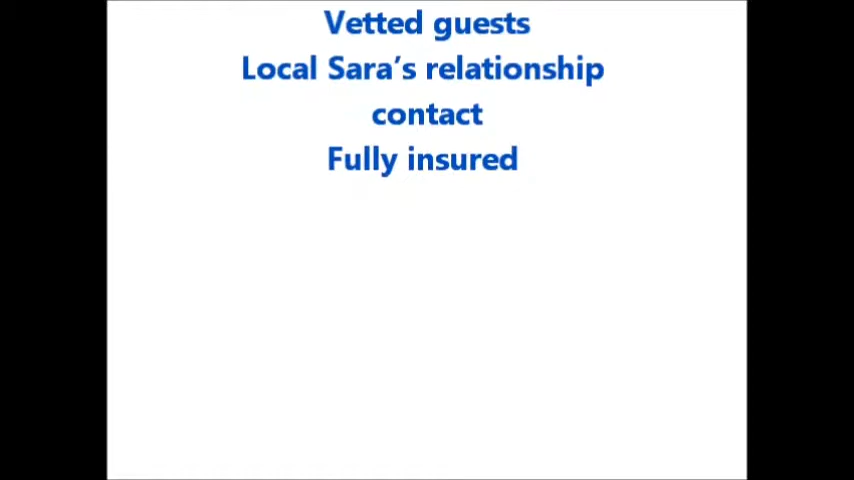 Vetted guests
Local Sara’s relationship
contact
Fully insured